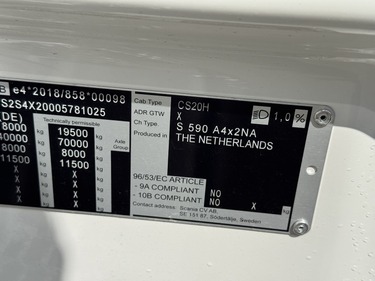 B e4*2018/858*00098
S2S4X20005781025
(DE) Technically permissible
8000 kg 19500 kg
40000 kg 70000 kg Axle Group
8000 kg 8000 kg
11500 kg 11500 kg
X X
X X
X X
X X
Cab Type CS20H
ADR GTW X 1,0%
Ch Type S 590 A4x2NA
Produced in THE NETHERLANDS
96/53/EC ARTICLE
- 9A COMPLIANT NO
- 10B COMPLIANT NO X
Contact address: Scania CV AB,
SE 151 87, Södertälje, Sweden